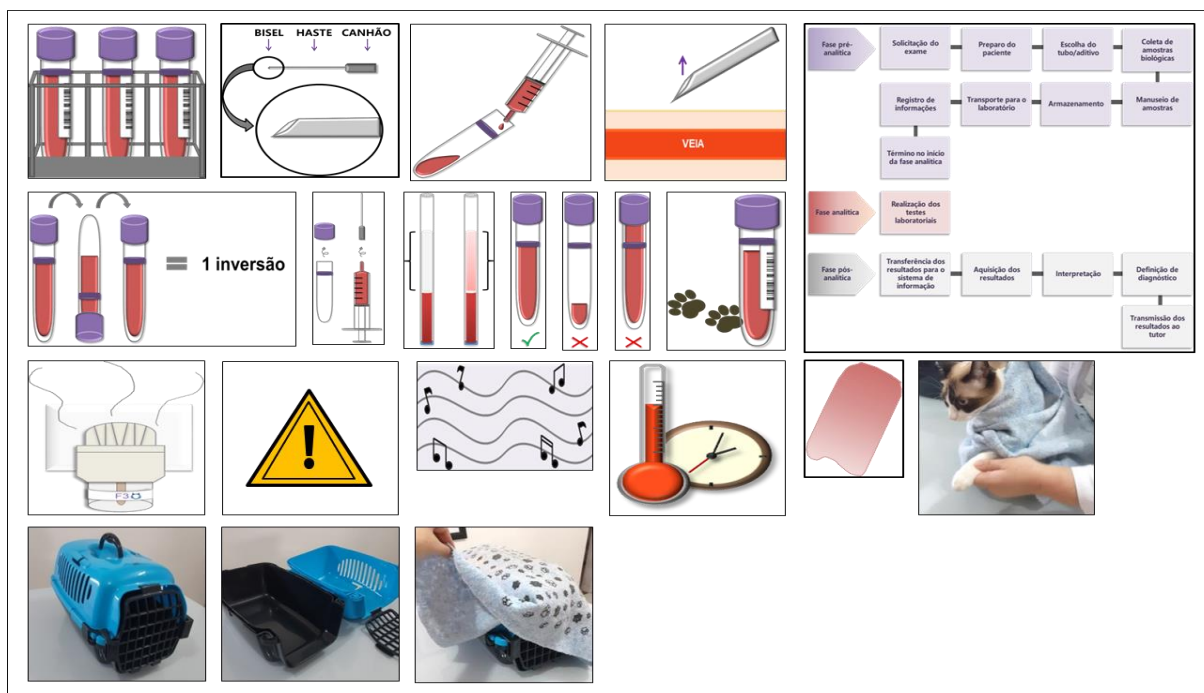 BISEL HASTE CANHÃO
VEIA
Fase pré-
analítica
Solicitação do
exame
Preparo do
paciente
Escolha do
tubo/aditivo
Coleta de
amostras
biológicas
Registro de
informações
Transporte para o
laboratório
Armazenamento
Manuseio de
amostras
Término no início
da fase analítica
Fase analítica
Realização dos
testes
laboratoriais
Fase pós-
analítica
Transferência dos
resultados para o
sistema de
informação
Aquisição dos
resultados
Interpretação
Definição de
diagnóstico
Transmissão dos
resultados ao
tutor
= 1 inversão
F3